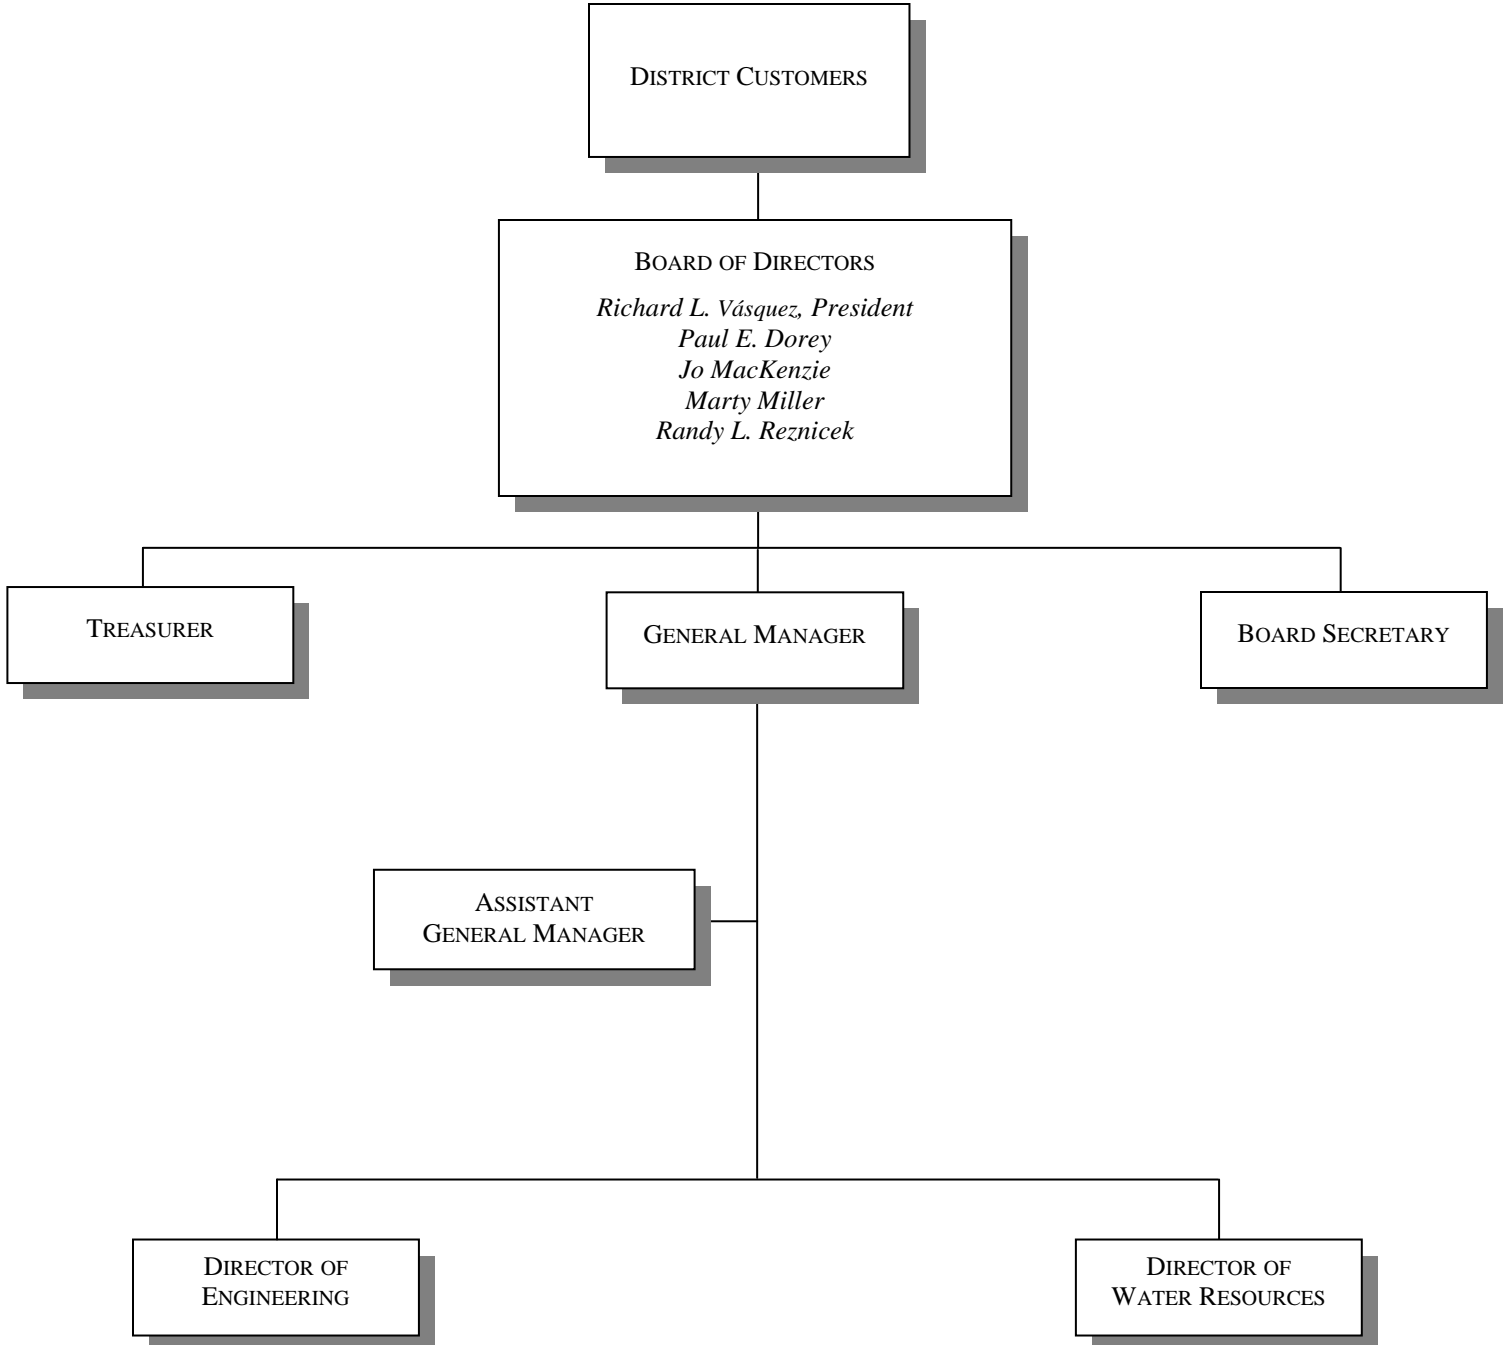 DISTRICT CUSTOMERS
BOARD OF DIRECTORS
Richard L. Vásquez, President
Paul E. Dorey
Jo MacKenzie
Marty Miller
Randy L. Reznicek
TREASURER
GENERAL MANAGER
BOARD SECRETARY
ASSISTANT
GENERAL MANAGER
DIRECTOR OF
ENGINEERING
DIRECTOR OF
WATER RESOURCES